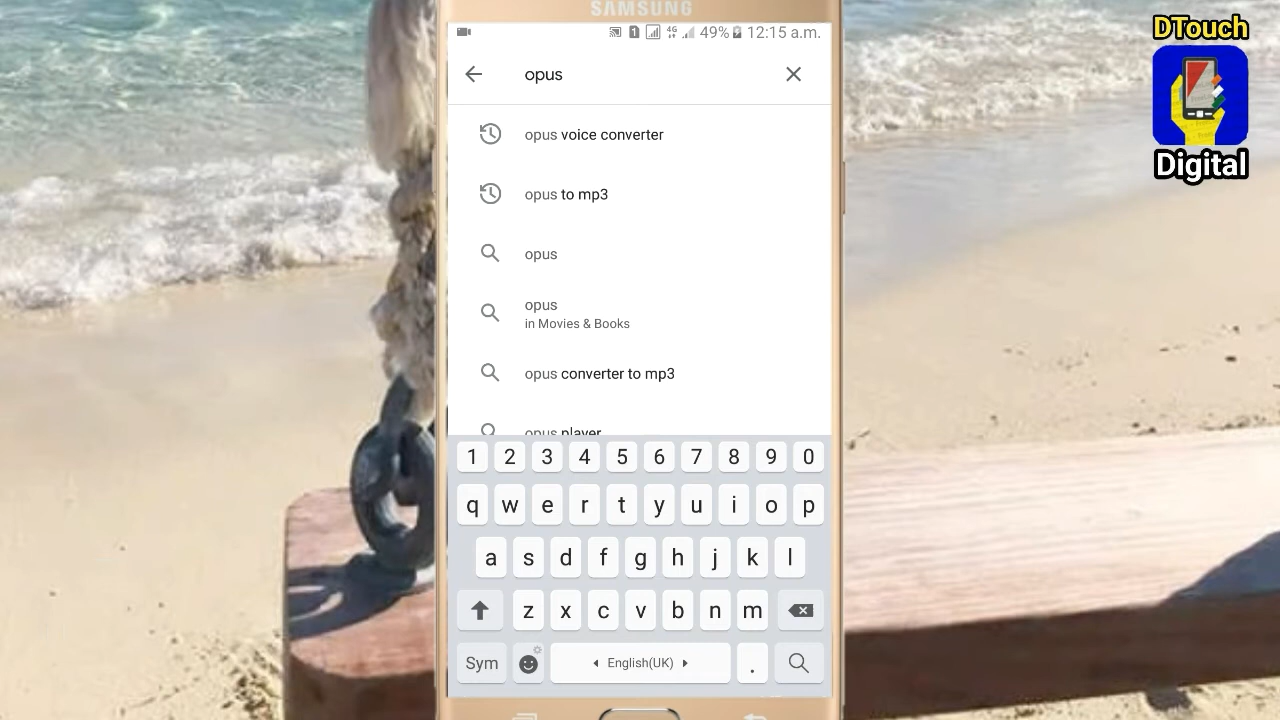 SAMSUNG
DTouch
Digital
4G 49% 12:15 a.m.
opus
opus voice converter
opus to mp3
opus
opus
in Movies & Books
opus converter to mp3
opus player
1 2 3 4 5 6 7 8 9 0
q w e r t y u i o p
a s d f g h j k l
z x c v b n m
Sym English(UK) .